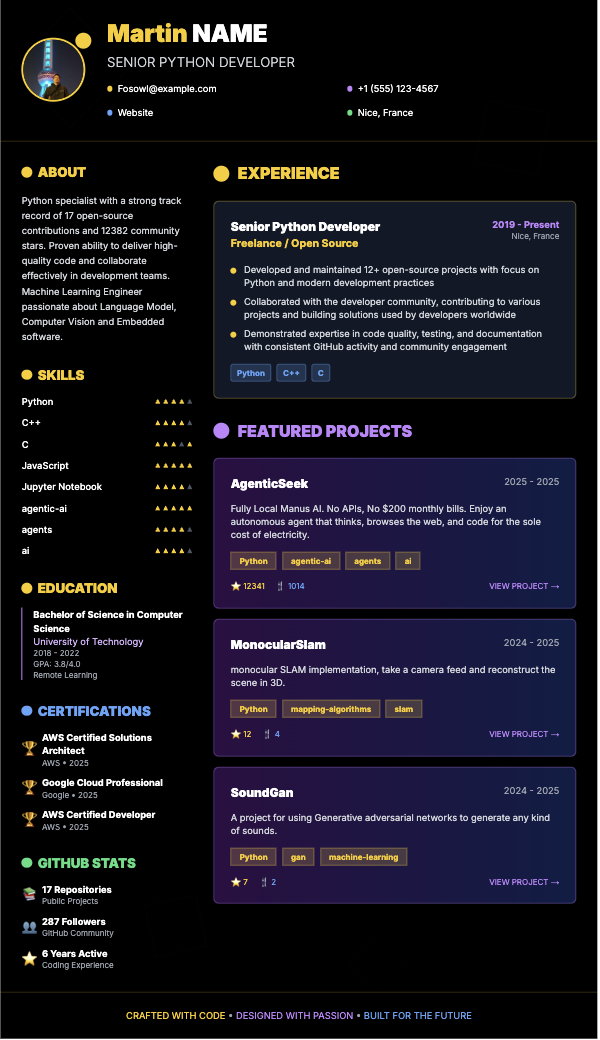 Martin NAME
SENIOR PYTHON DEVELOPER
Fosowl@example.com
+1 (555) 123-4567
Website
Nice, France
ABOUT
Python specialist with a strong track
record of 17 open-source
contributions and 12382 community
stars. Proven ability to deliver high-
quality code and collaborate
effectively in development teams.
Machine Learning Engineer
passionate about Language Model,
Computer Vision and Embedded
software.
SKILLS
Python
C++
C
JavaScript
Jupyter Notebook
agentic-ai
agents
ai
EDUCATION
Bachelor of Science in Computer
Science
University of Technology
2018 - 2022
GPA: 3.8/4.0
Remote Learning
CERTIFICATIONS
AWS Certified Solutions
Architect
AWS • 2025
Google Cloud Professional
Google • 2025
AWS Certified Developer
AWS • 2025
GITHUB STATS
17 Repositories
Public Projects
287 Followers
GitHub Community
6 Years Active
Coding Experience
EXPERIENCE
Senior Python Developer
2019 - Present
Freelance / Open Source
Nice, France
Developed and maintained 12+ open-source projects with focus on
Python and modern development practices
Collaborated with the developer community, contributing to various
projects and building solutions used by developers worldwide
Demonstrated expertise in code quality, testing, and documentation
with consistent GitHub activity and community engagement
Python C++ C
FEATURED PROJECTS
AgenticSeek
2025 - 2025
Fully Local Manus AI. No APIs, No $200 monthly bills. Enjoy an
autonomous agent that thinks, browses the web, and code for the sole
cost of electricity.
Python agentic-ai agents ai
12341 1014 VIEW PROJECT →
MonocularSlam
2024 - 2025
monocular SLAM implementation, take a camera feed and reconstruct the
scene in 3D.
Python mapping-algorithms slam
12 4 VIEW PROJECT →
SoundGan
2024 - 2025
A project for using Generative adversarial networks to generate any kind
of sounds.
Python gan machine-learning
7 2 VIEW PROJECT →
CRAFTED WITH CODE • DESIGNED WITH PASSION • BUILT FOR THE FUTURE